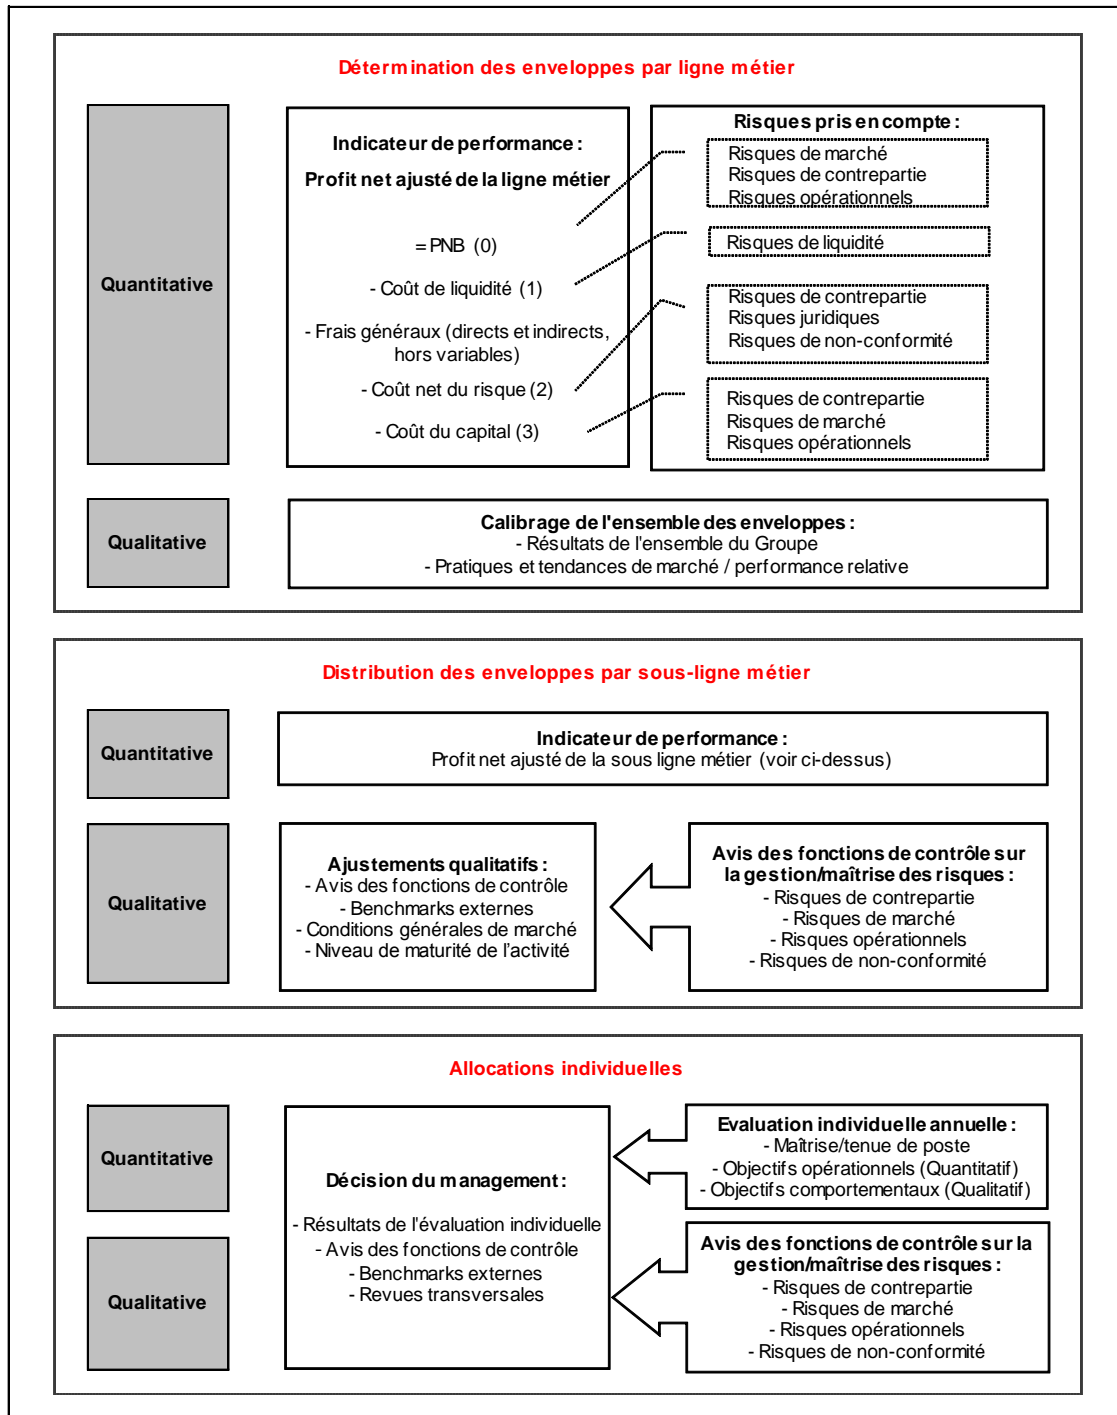 Détermination des enveloppes par ligne métier
Quantitative
Indicateur de performance :
Profit net ajusté de la ligne métier
= PNB (0)
- Coût de liquidité (1)
- Frais généraux (directs et indirects,
hors variables)
- Coût net du risque (2)
- Coût du capital (3)
Risques pris en compte :
Risques de marché
Risques de contrepartie
Risques opérationnels
Risques de liquidité
Risques de contrepartie
Risques juridiques
Risques de non-conformité
Risques de contrepartie
Risques de marché
Risques opérationnels
Qualitative
Calibrage de l'ensemble des enveloppes :
- Résultats de l'ensemble du Groupe
- Pratiques et tendances de marché / performance relative
Distribution des enveloppes par sous-ligne métier
Quantitative
Indicateur de performance :
Profit net ajusté de la sous ligne métier (voir ci-dessus)
Qualitative
Ajustements qualitatifs :
- Avis des fonctions de contrôle
- Benchmarks externes
- Conditions générales de marché
- Niveau de maturité de l’activité
Avis des fonctions de contrôle sur
la gestion/maîtrise des risques :
- Risques de contrepartie
- Risques de marché
- Risques opérationnels
- Risques de non-conformité
Allocations individuelles
Quantitative
Qualitative
Décision du management :
- Résultats de l'évaluation individuelle
- Avis des fonctions de contrôle
- Benchmarks externes
- Revues transversales
Evaluation individuelle annuelle :
- Maîtrise/tenue de poste
- Objectifs opérationnels (Quantitatif)
- Objectifs comportementaux (Qualitatif)
Avis des fonctions de contrôle sur la
gestion/maîtrise des risques :
- Risques de contrepartie
- Risques de marché
- Risques opérationnels
- Risques de non-conformité